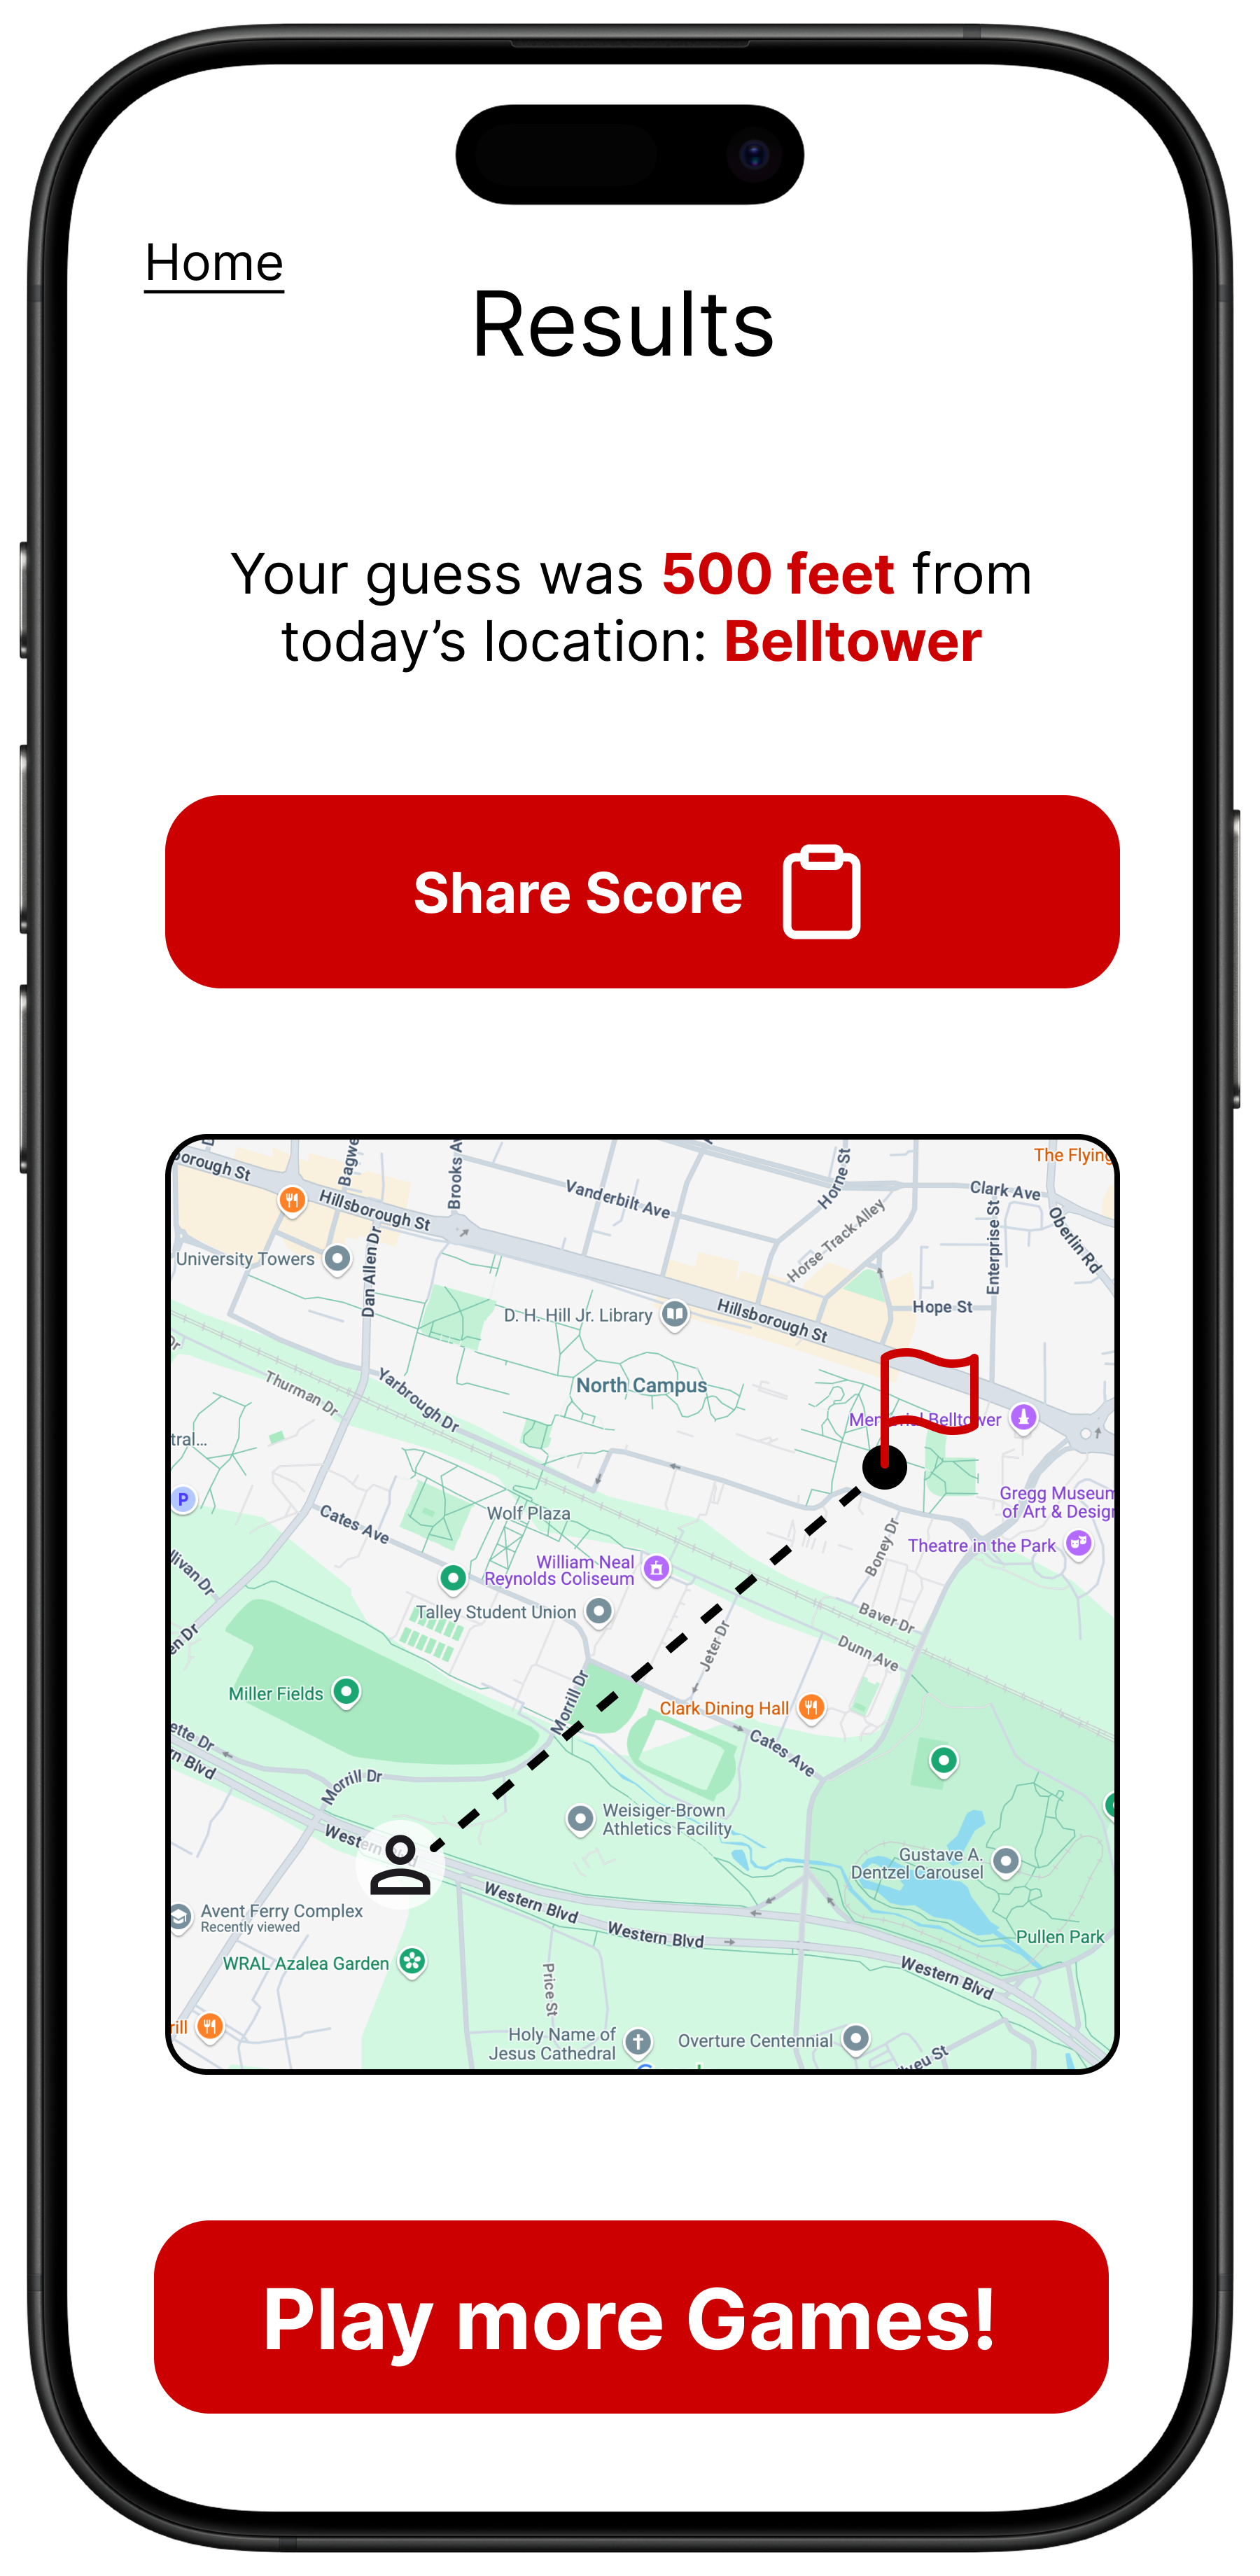 Home
Results
Your guess was 500 feet from
today’s location: Belltower
Share Score
Borough St
Bagwe
Brooks Av
Vanderbilt Ave
Horne St
The Flying
Clark Ave
Hillsborough St
Horse Track Alley
Enterprise St
Oberlin Rd
University Towers
Dan Allen Dr
D. H. Hill Jr. Library
Hillsborough St
Hope St
Dr
Thurman Dr
Yarbrough Dr
North Campus
Memorial Belltower
tral...
P
Cates Ave
Wolf Plaza
Gregg Museum
of Art & Design
Boney Dr
Theatre in the Park
William Neal
Reynolds Coliseum
llivan Dr
Talley Student Union
Baver Dr
Jeter Dr
Dunn Ave
en Dr
Miller Fields
Morrill Dr
Clark Dining Hall
Cates Ave
ette Dr
rn Blvd
Morrill Dr
Weisiger-Brown
Athletics Facility
Western Blvd
Gustave A.
Dentzel Carousel
Avent Ferry Complex
Recently viewed
Western Blvd
Western Blvd
Pullen Park
WRAL Azalea Garden
Price St
Western Blvd
rill
Holy Name of
Jesus Cathedral
Overture Centennial
lweu St
Play more Games!